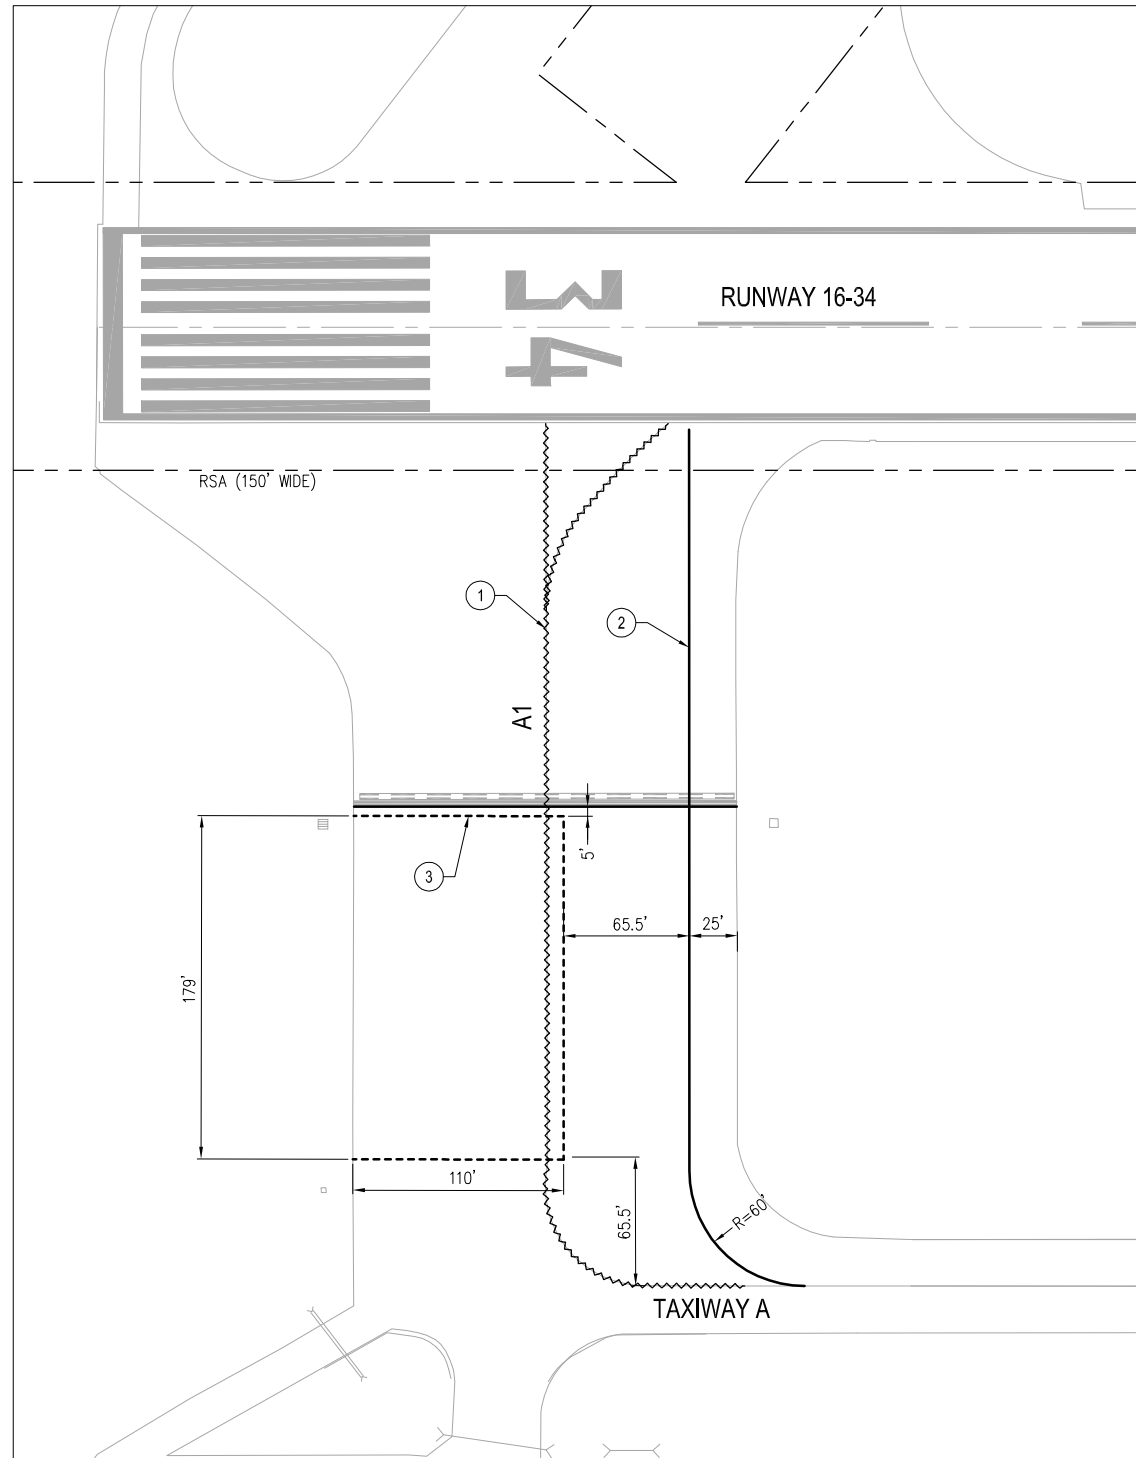 RUNWAY 16-34
34
RSA (150' WIDE)
1
2
A1
5'
3
65.5'
25'
179'
110'
65.5'
R=60'
TAXIWAY A